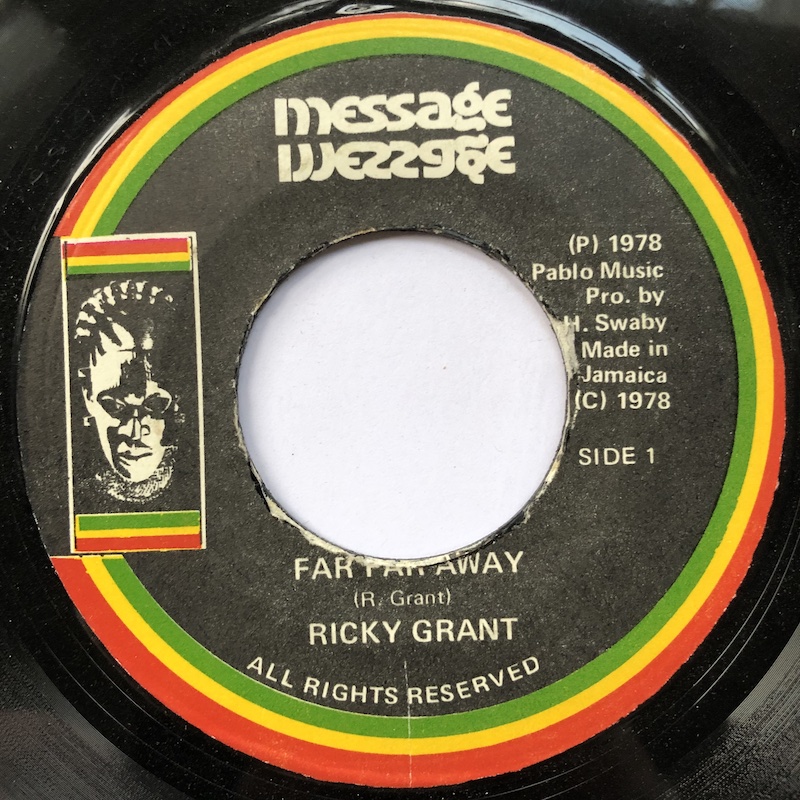 message
message
(P) 1978
Pablo Music
Pro. by
H. Swaby
Made in
Jamaica
(C) 1978
SIDE 1
FAR FAR AWAY
(R. Grant)
RICKY GRANT
ALL RIGHTS RESERVED